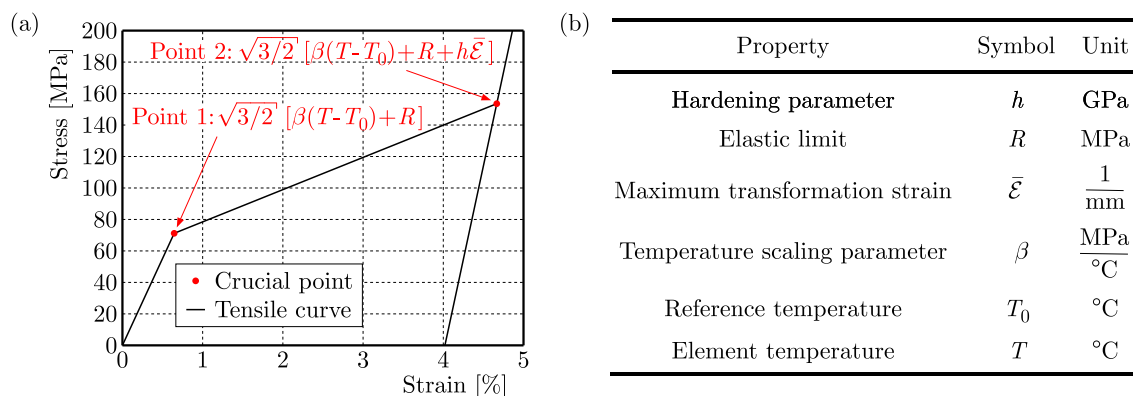 (a)
Stress [MPa]
200
180
160
140
120
100
80
60
40
20
0
Point 2: √3/2 [β(T-T₀)+R+hℰ̄]
Point 1: √3/2 [β(T-T₀)+R]
Crucial point
Tensile curve
0 1 2 3 4 5
Strain [%]
(b)
Property Symbol Unit
Hardening parameter h GPa
Elastic limit R MPa
Maximum transformation strain ℰ̄ 1/mm
Temperature scaling parameter β MPa/°C
Reference temperature T₀ °C
Element temperature T °C